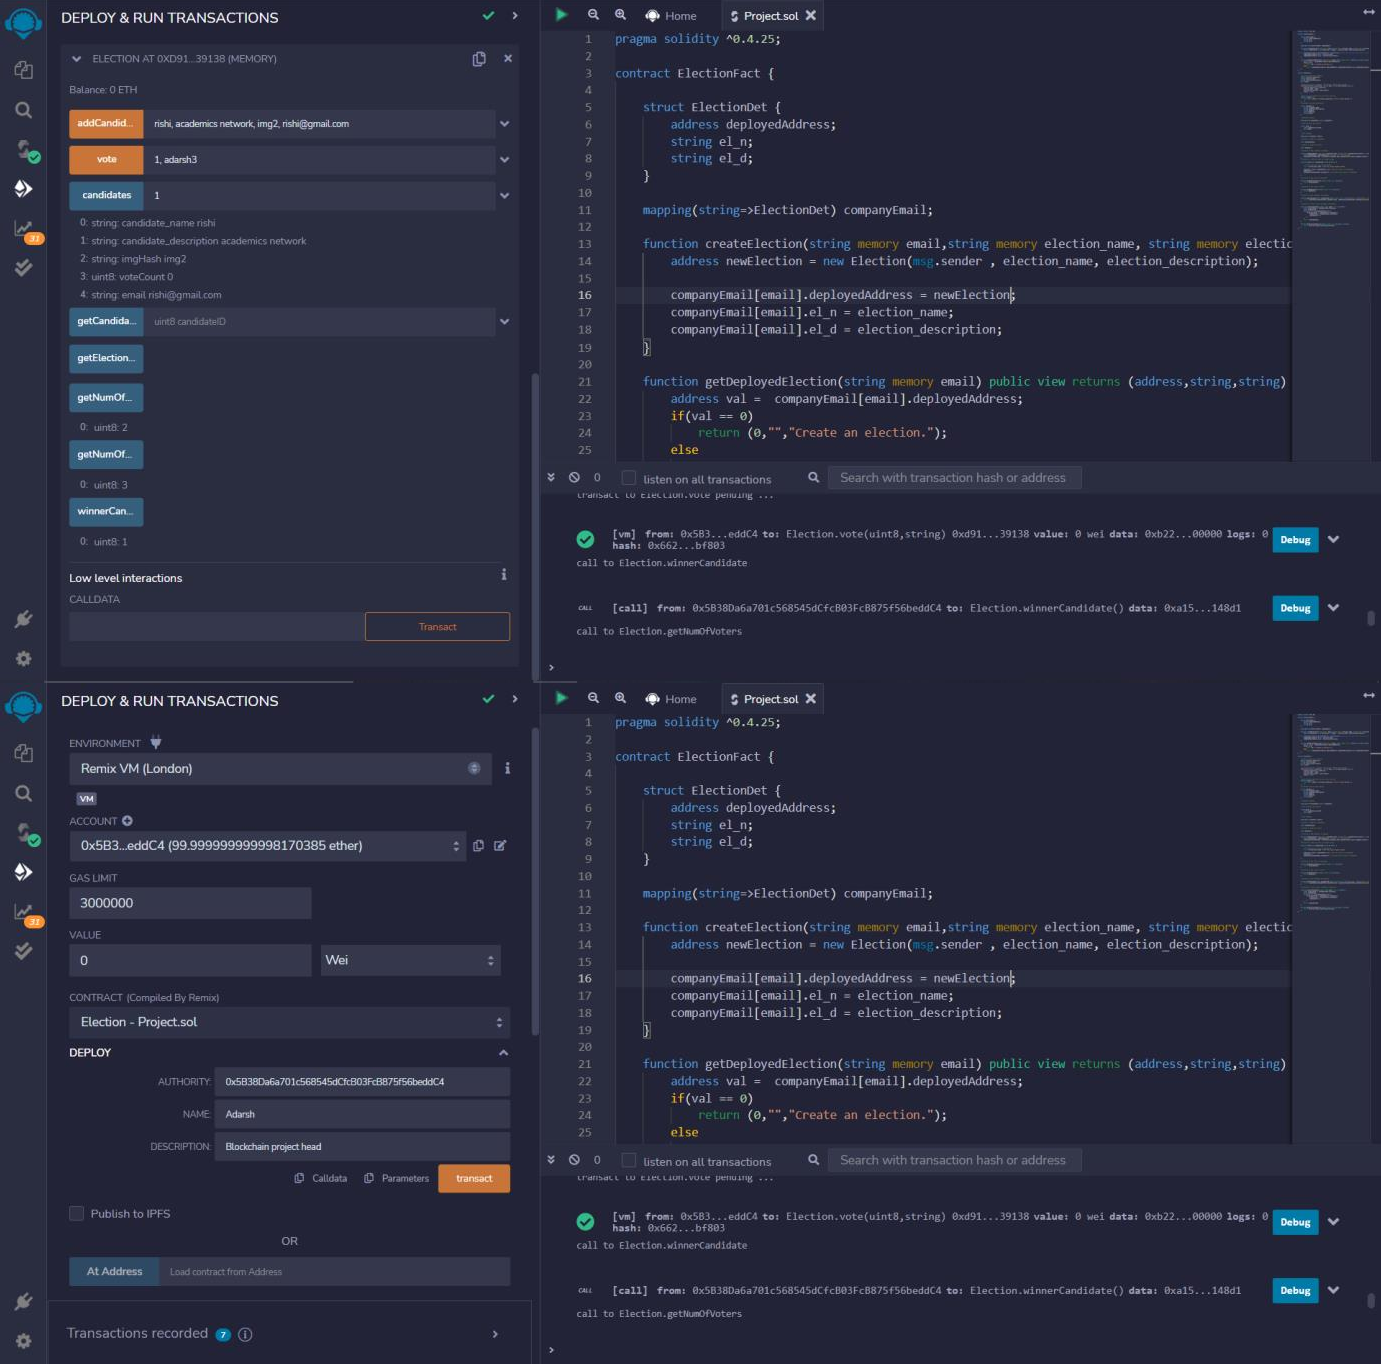 DEPLOY & RUN TRANSACTIONS
ELECTION AT 0XD91...39138 (MEMORY)
Balance: 0 ETH
addCandid... rishi, academics network, img2, rishi@gmail.com
vote 1, adarsh3
candidates 1
0: string: candidate_name rishi
1: string: candidate_description academics network
2: string: imgHash img2
3: uint8: voteCount 0
4: string: email rishi@gmail.com
getCandida... uint8 candidateID
getElection...
getNumOf...
0: uint8: 2
getNumOf...
0: uint8: 3
winnerCan...
0: uint8: 1
Low level interactions
CALLDATA
Transact
31
Home Project.sol
1 pragma solidity ^0.4.25;
2
3 contract ElectionFact {
4
5 struct ElectionDet {
6 address deployedAddress;
7 string el_n;
8 string el_d;
9 }
10
11 mapping(string=>ElectionDet) companyEmail;
12
13 function createElection(string memory email,string memory election_name, string memory electic
14 address newElection = new Election(msg.sender , election_name, election_description);
15
16 companyEmail[email].deployedAddress = newElection;
17 companyEmail[email].el_n = election_name;
18 companyEmail[email].el_d = election_description;
19 }
20
21 function getDeployedElection(string memory email) public view returns (address,string,string)
22 address val = companyEmail[email].deployedAddress;
23 if(val == 0)
24 return (0,"","Create an election.");
25 else
0 listen on all transactions Search with transaction hash or address
transact to Election.vote pending ...
[vm] from: 0x5B3...eddC4 to: Election.vote(uint8,string) 0xd91...39138 value: 0 wei data: 0xb22...00000 logs: 0
hash: 0x662...bf803
Debug
call to Election.winnerCandidate
CALL [call] from: 0x5B38Da6a701c568545dCfcB03FcB875f56beddC4 to: Election.winnerCandidate() data: 0xa15...148d1
Debug
call to Election.getNumOfVoters
>
DEPLOY & RUN TRANSACTIONS
ENVIRONMENT
Remix VM (London)
VM
ACCOUNT
0x5B3...eddC4 (99.999999999998170385 ether)
GAS LIMIT
3000000
VALUE
0 Wei
CONTRACT (Compiled By Remix)
Election - Project.sol
DEPLOY
AUTHORITY: 0x5B38Da6a701c568545dCfcB03FcB875f56beddC4
NAME: Adarsh
DESCRIPTION: Blockchain project head
Calldata Parameters transact
Publish to IPFS
OR
At Address Load contract from Address
Transactions recorded 7
31
Home Project.sol
1 pragma solidity ^0.4.25;
2
3 contract ElectionFact {
4
5 struct ElectionDet {
6 address deployedAddress;
7 string el_n;
8 string el_d;
9 }
10
11 mapping(string=>ElectionDet) companyEmail;
12
13 function createElection(string memory email,string memory election_name, string memory electic
14 address newElection = new Election(msg.sender , election_name, election_description);
15
16 companyEmail[email].deployedAddress = newElection;
17 companyEmail[email].el_n = election_name;
18 companyEmail[email].el_d = election_description;
19 }
20
21 function getDeployedElection(string memory email) public view returns (address,string,string)
22 address val = companyEmail[email].deployedAddress;
23 if(val == 0)
24 return (0,"","Create an election.");
25 else
0 listen on all transactions Search with transaction hash or address
transact to Election.vote pending ...
[vm] from: 0x5B3...eddC4 to: Election.vote(uint8,string) 0xd91...39138 value: 0 wei data: 0xb22...00000 logs: 0
hash: 0x662...bf803
Debug
call to Election.winnerCandidate
CALL [call] from: 0x5B38Da6a701c568545dCfcB03FcB875f56beddC4 to: Election.winnerCandidate() data: 0xa15...148d1
Debug
call to Election.getNumOfVoters
>